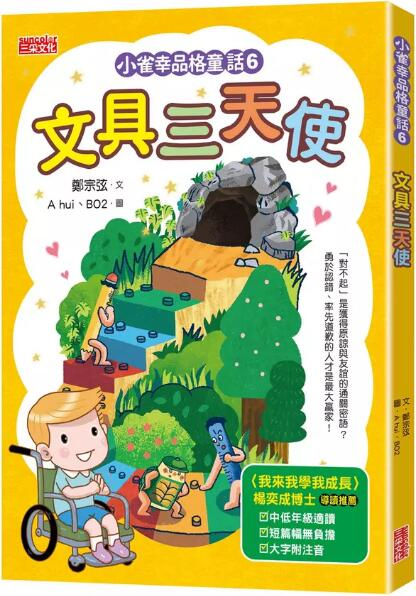 suncolor
三采文化
小雀幸品格童話6
文具三天使
鄭宗弦・文
A hui、BO2・圖
「對不起」是獲得原諒與友誼的通關密語?
勇於認錯、率先道歉的人才是最大贏家!
〈我來我學我成長〉
楊奕成博士 導讀推薦
中低年級適讀
短篇幅無負擔
大字附注音
小雀幸品格童話6
文具三天使
文・鄭宗弦
圖・A hui、BO2
三采文化